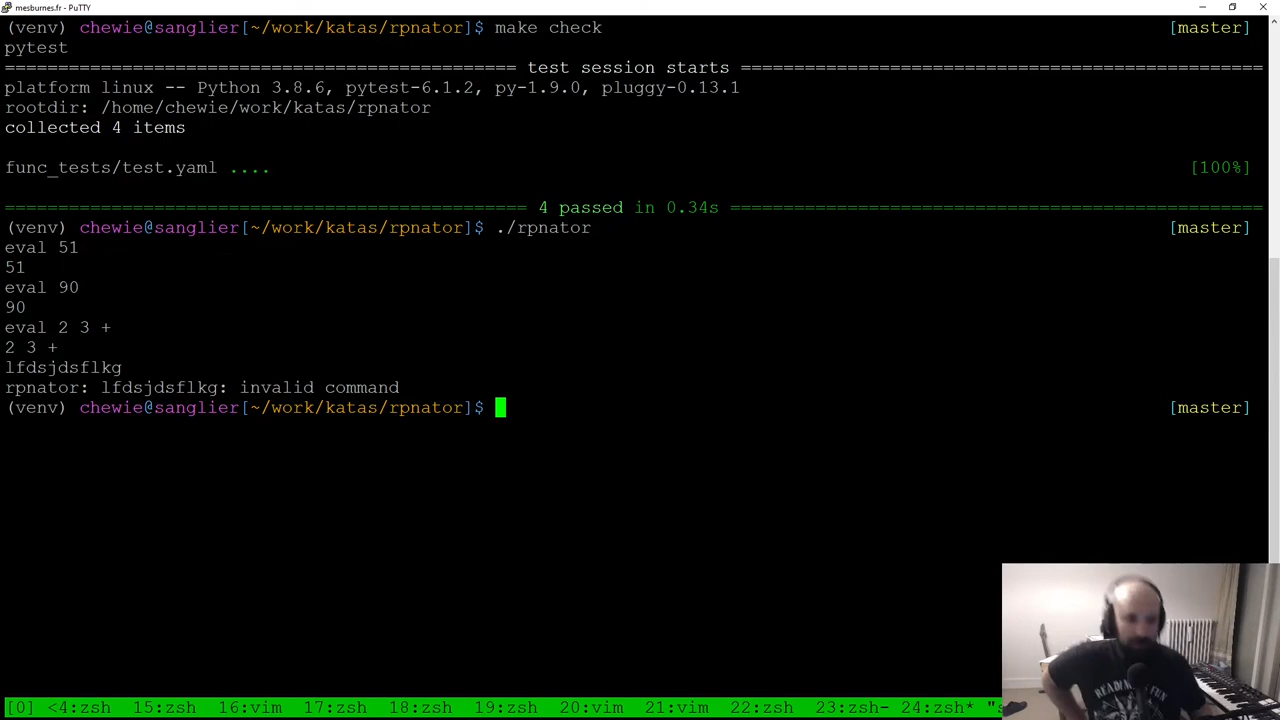 mesburnes.fr - PuTTY
(venv) chewie@sanglier[~/work/katas/rpnator]$ make check [master]
pytest
================================================ test session starts =================================================
platform linux -- Python 3.8.6, pytest-6.1.2, py-1.9.0, pluggy-0.13.1
rootdir: /home/chewie/work/katas/rpnator
collected 4 items
func_tests/test.yaml .... [100%]
================================================= 4 passed in 0.34s ==================================================
(venv) chewie@sanglier[~/work/katas/rpnator]$ ./rpnator [master]
eval 51
51
eval 90
90
eval 2 3 +
2 3 +
lfdsjdsflkg
rpnator: lfdsjdsflkg: invalid command
(venv) chewie@sanglier[~/work/katas/rpnator]$ [master]
[0] <4:zsh 15:zsh 16:vim 17:zsh 18:zsh 19:zsh 20:vim 21:vim 22:zsh 23:zsh- 24:zsh* "s